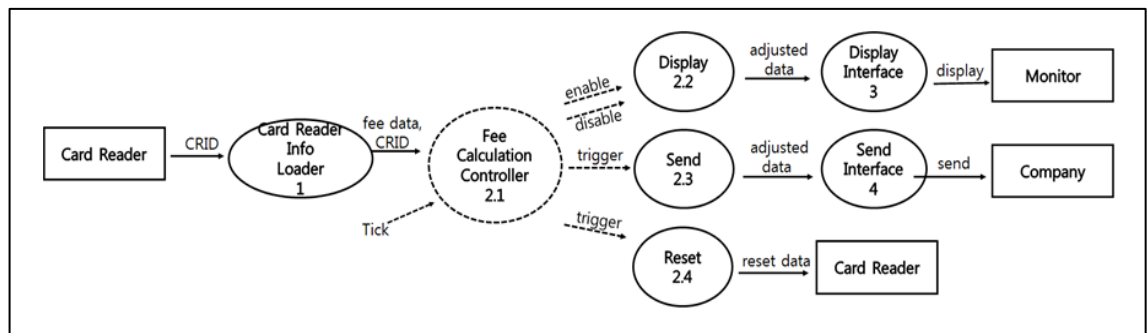 Card Reader
CRID
Card Reader
Info
Loader
1
fee data,
CRID
Tick
Fee
Calculation
Controller
2.1
enable
disable
Display
2.2
adjusted
data
Display
Interface
3
display
Monitor
trigger
Send
2.3
adjusted
data
Send
Interface
4
send
Company
trigger
Reset
2.4
reset data
Card Reader